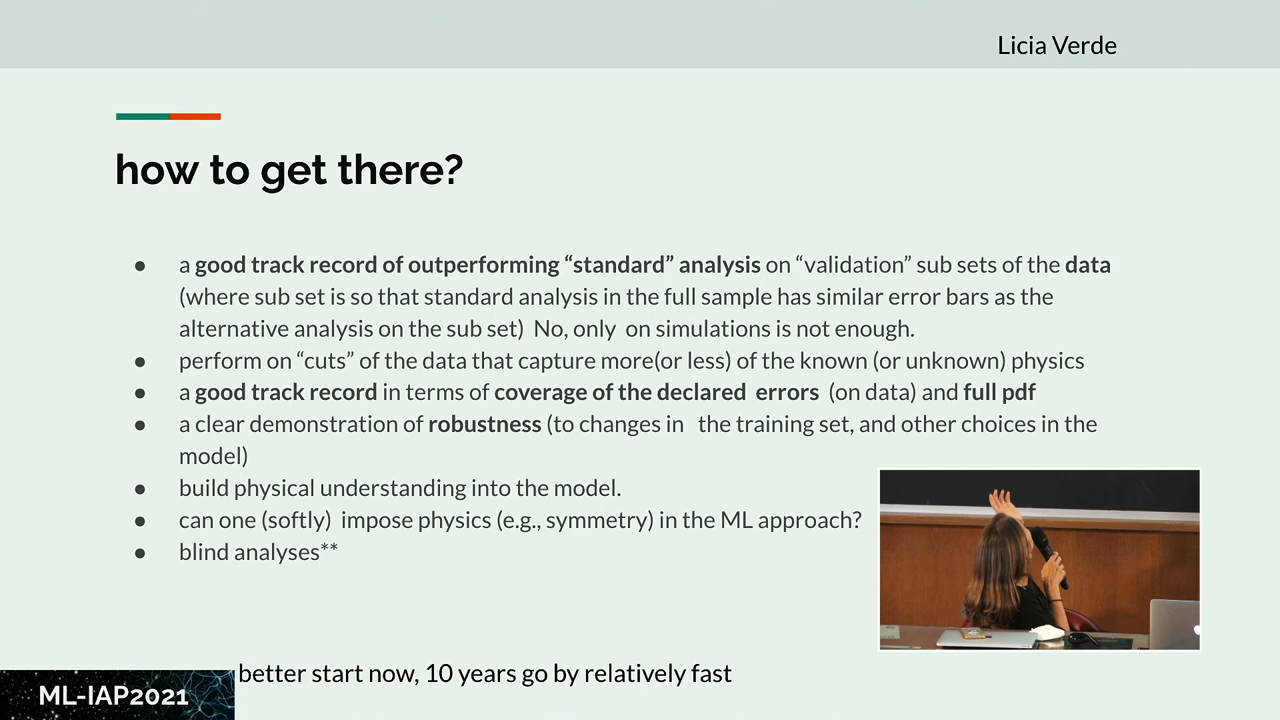 Licia Verde
how to get there?
● a good track record of outperforming “standard” analysis on “validation” sub sets of the data
(where sub set is so that standard analysis in the full sample has similar error bars as the
alternative analysis on the sub set) No, only on simulations is not enough.
● perform on “cuts” of the data that capture more(or less) of the known (or unknown) physics
● a good track record in terms of coverage of the declared errors (on data) and full pdf
● a clear demonstration of robustness (to changes in the training set, and other choices in the
model)
● build physical understanding into the model.
● can one (softly) impose physics (e.g., symmetry) in the ML approach?
● blind analyses**
better start now, 10 years go by relatively fast
ML-IAP2021